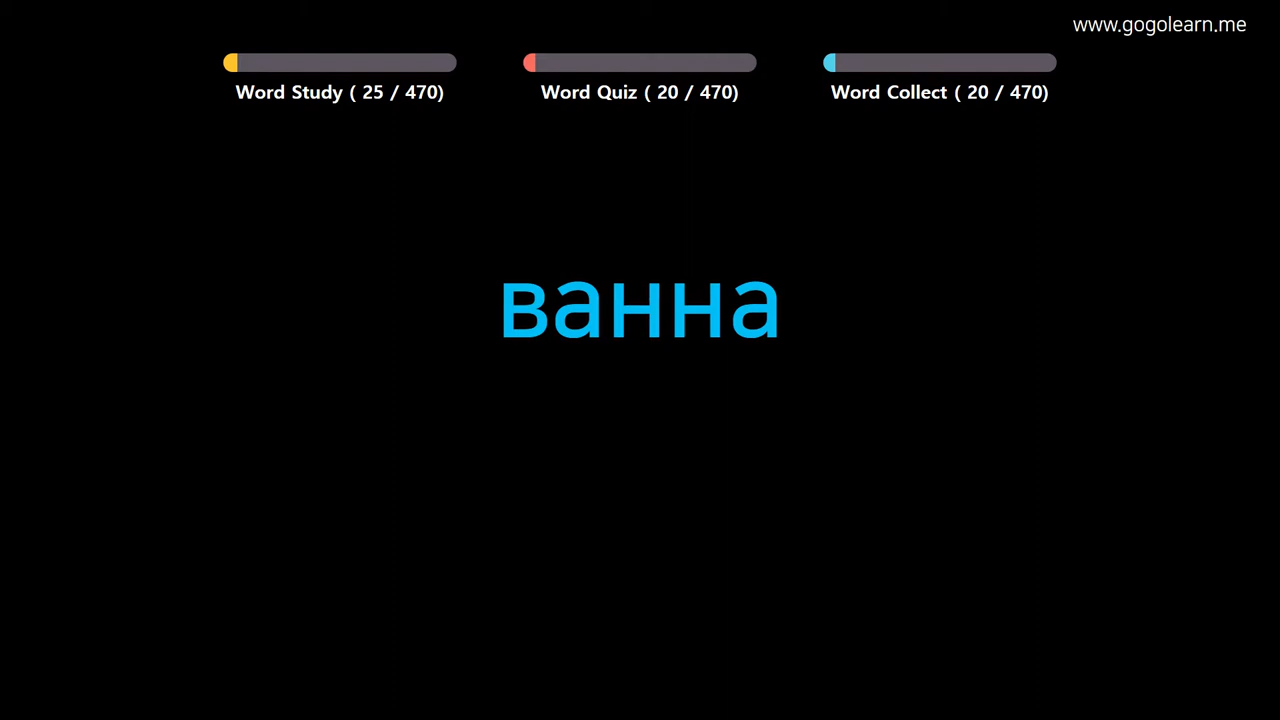 www.gogolearn.me
Word Study ( 25 / 470)
Word Quiz ( 20 / 470)
Word Collect ( 20 / 470)
ванна